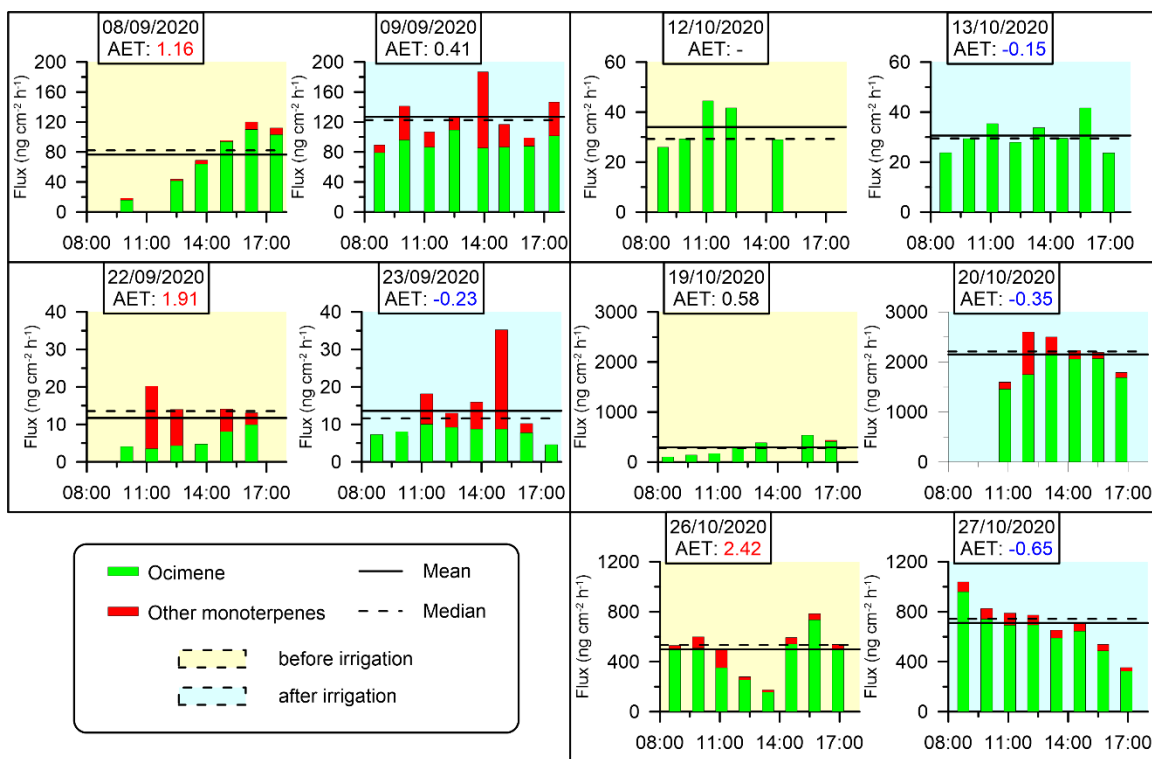 08/09/2020
AET: 1.16
Flux (ng cm⁻² h⁻¹)
200
160
120
80
40
0
08:00 11:00 14:00 17:00
09/09/2020
AET: 0.41
Flux (ng cm⁻² h⁻¹)
200
160
120
80
40
0
08:00 11:00 14:00 17:00
12/10/2020
AET: -
Flux (ng cm⁻² h⁻¹)
60
40
20
0
08:00 11:00 14:00 17:00
13/10/2020
AET: -0.15
Flux (ng cm⁻² h⁻¹)
60
40
20
0
08:00 11:00 14:00 17:00
22/09/2020
AET: 1.91
Flux (ng cm⁻² h⁻¹)
40
30
20
10
0
08:00 11:00 14:00 17:00
23/09/2020
AET: -0.23
Flux (ng cm⁻² h⁻¹)
40
30
20
10
0
08:00 11:00 14:00 17:00
19/10/2020
AET: 0.58
Flux (ng cm⁻² h⁻¹)
3000
2000
1000
0
08:00 11:00 14:00 17:00
20/10/2020
AET: -0.35
Flux (ng cm⁻² h⁻¹)
3000
2000
1000
0
08:00 11:00 14:00 17:00
Ocimene
Mean
Other monoterpenes
Median
before irrigation
after irrigation
26/10/2020
AET: 2.42
Flux (ng cm⁻² h⁻¹)
1200
800
400
0
08:00 11:00 14:00 17:00
27/10/2020
AET: -0.65
Flux (ng cm⁻² h⁻¹)
1200
800
400
0
08:00 11:00 14:00 17:00